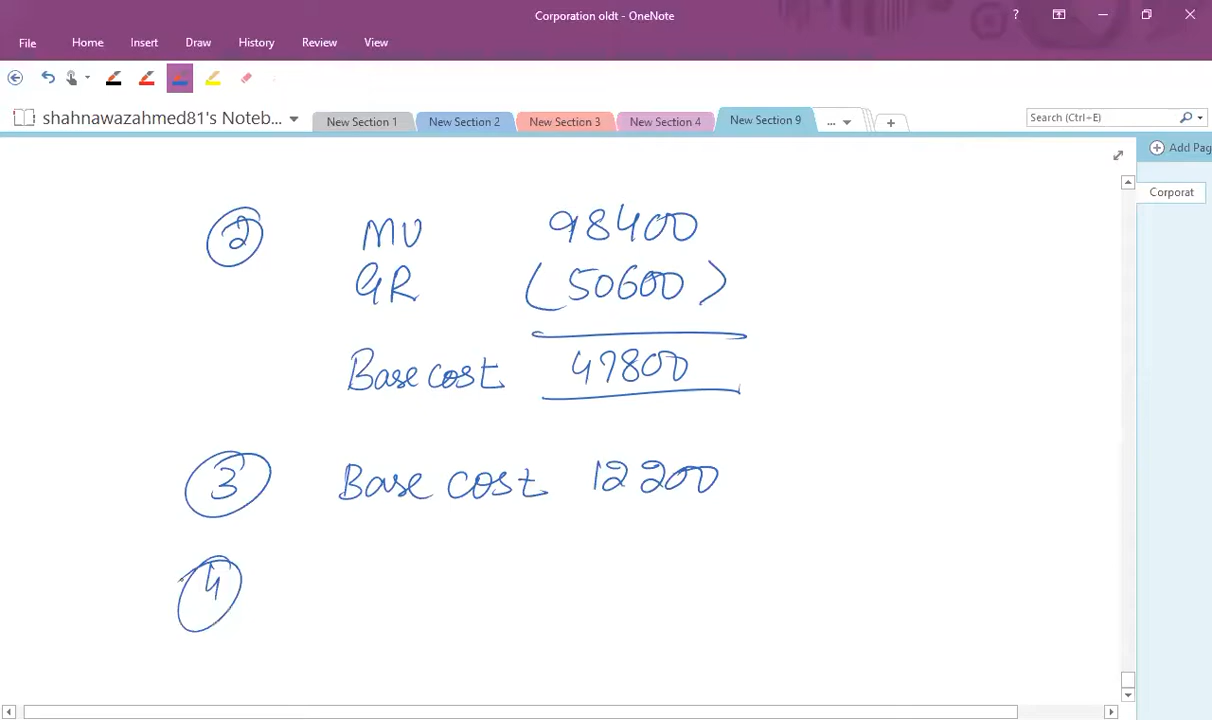 Corporation oldt - OneNote
?
File Home Insert Draw History Review View
shahnawazahmed81's Noteb... New Section 1 New Section 2 New Section 3 New Section 4 New Section 9 ... + Search (Ctrl+E)
Add Pag
Corporat
2 MV 98400
GR (50600)
Base cost 47800
3 Base cost 12200
4